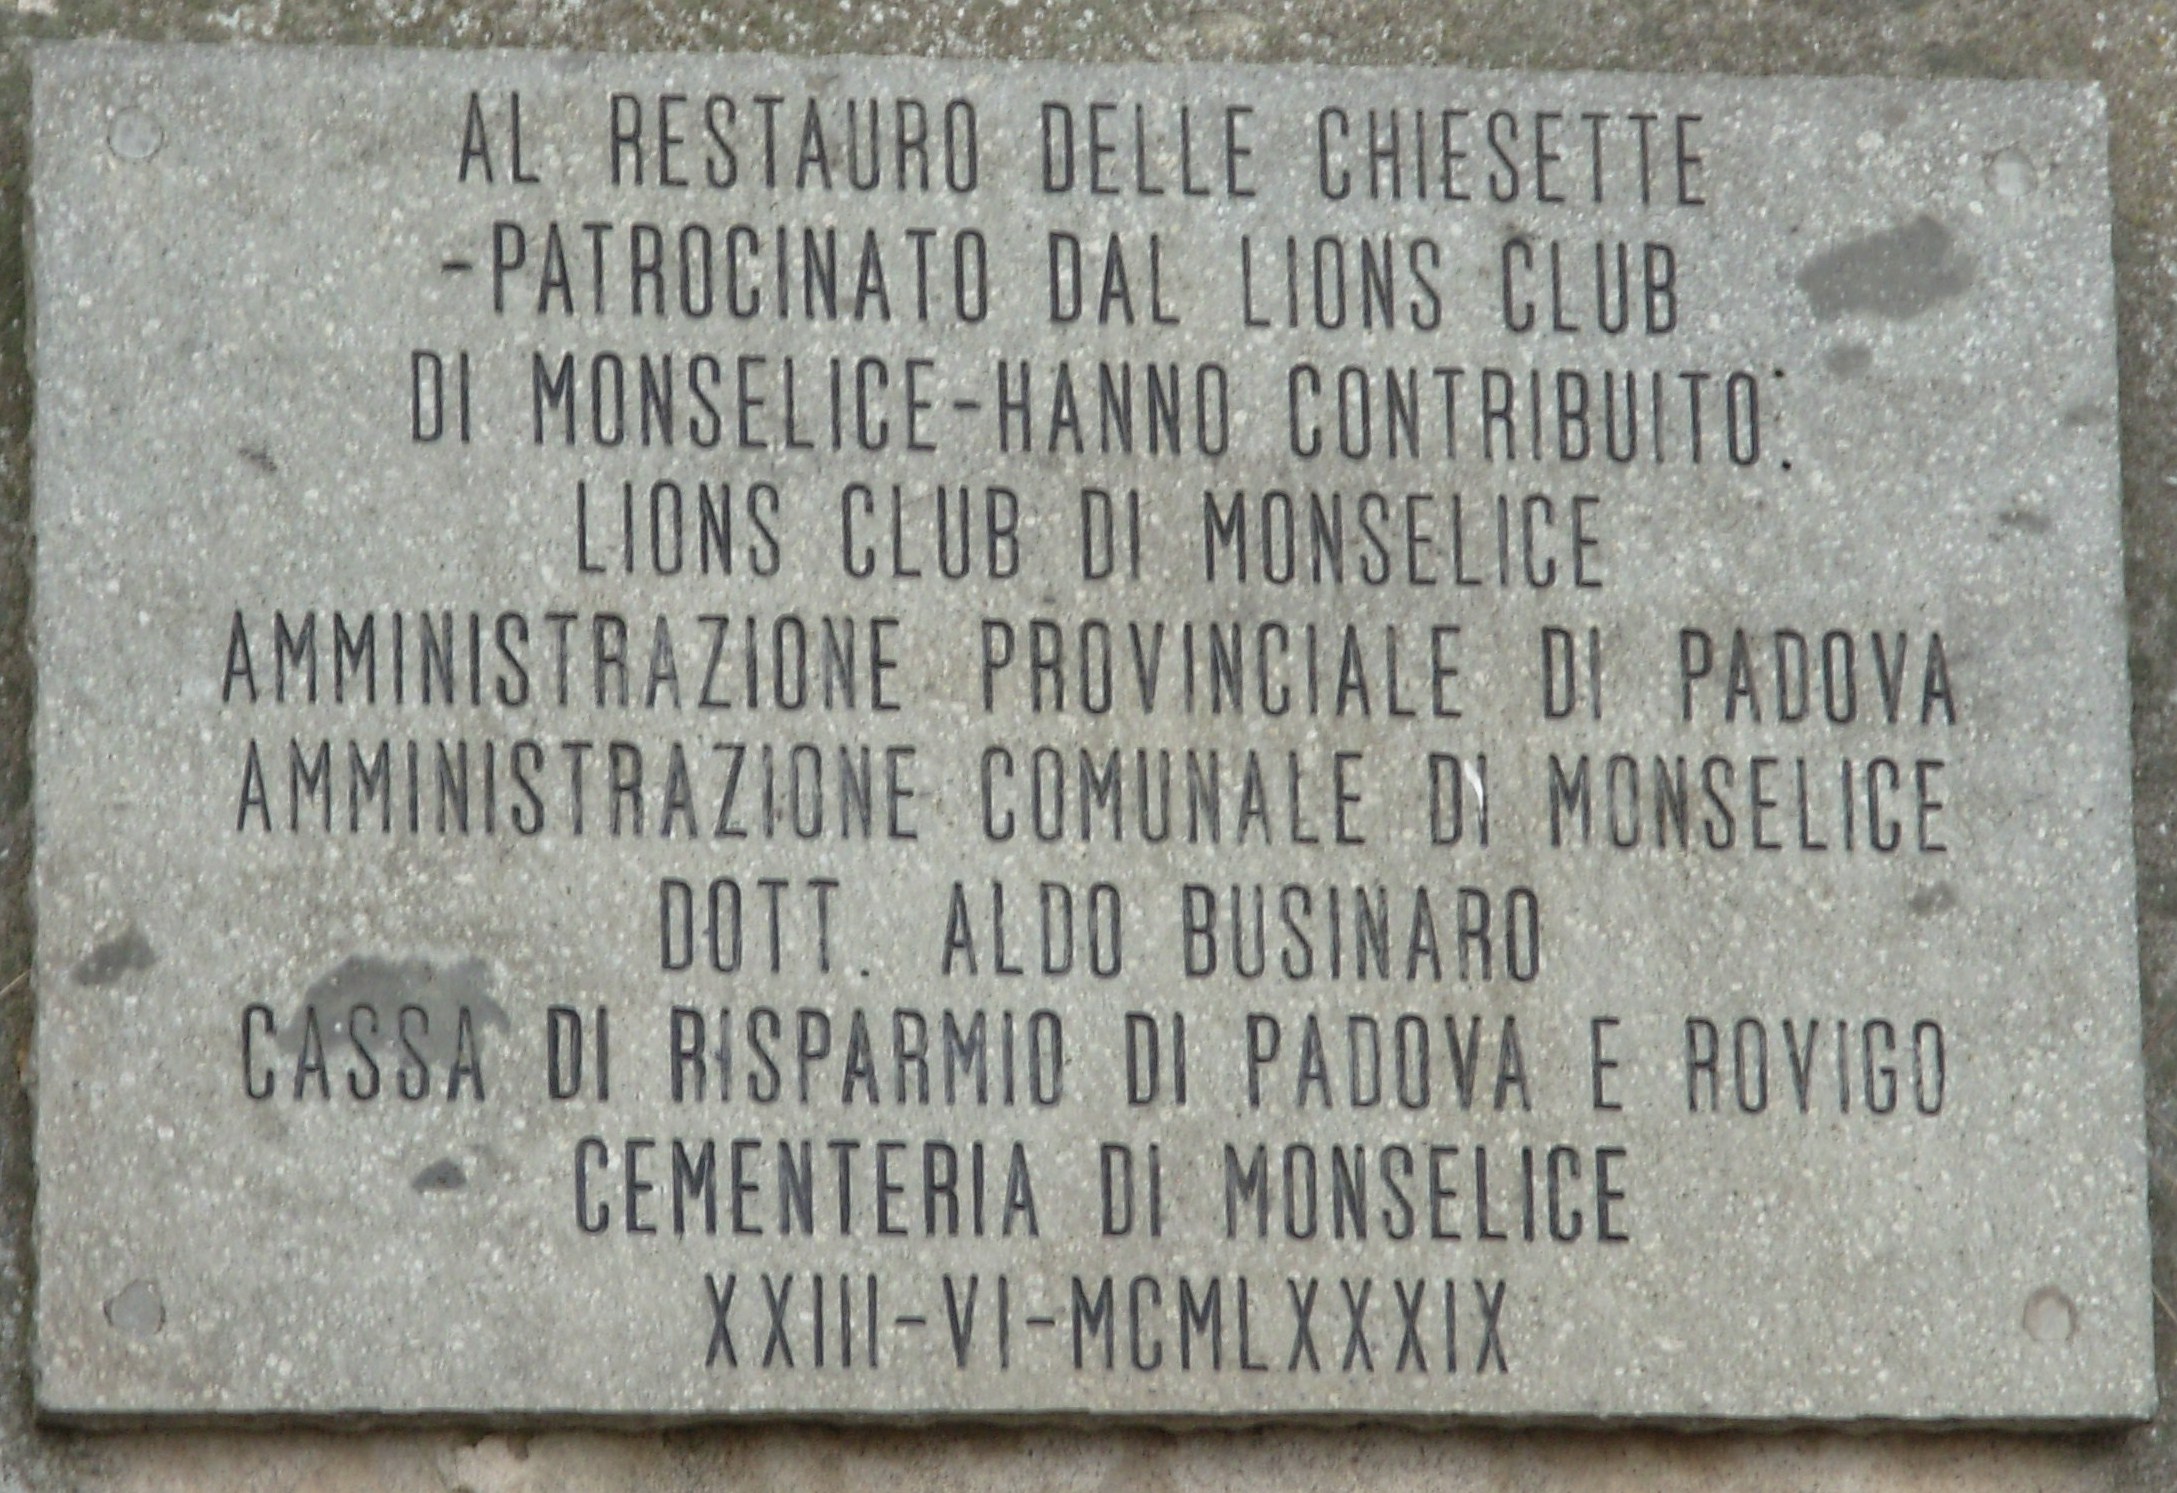 AL RESTAURO DELLE CHIESETTE
-PATROCINATO DAL LIONS CLUB
DI MONSELICE-HANNO CONTRIBUITO:
LIONS CLUB DI MONSELICE
AMMINISTRAZIONE PROVINCIALE DI PADOVA
AMMINISTRAZIONE COMUNALE DI MONSELICE
DOTT. ALDO BUSINARO
CASSA DI RISPARMIO DI PADOVA E ROVIGO
CEMENTERIA DI MONSELICE
XXIII-VI-MCMLXXXIX